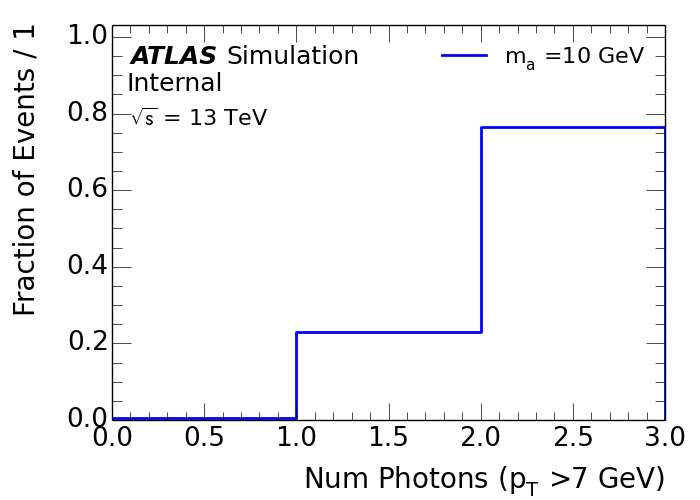 Fraction of Events / 1
1.0
0.8
0.6
0.4
0.2
0.0
ATLAS Simulation
Internal
√s = 13 TeV
mₐ =10 GeV
0.0 0.5 1.0 1.5 2.0 2.5 3.0
Num Photons (p_T >7 GeV)